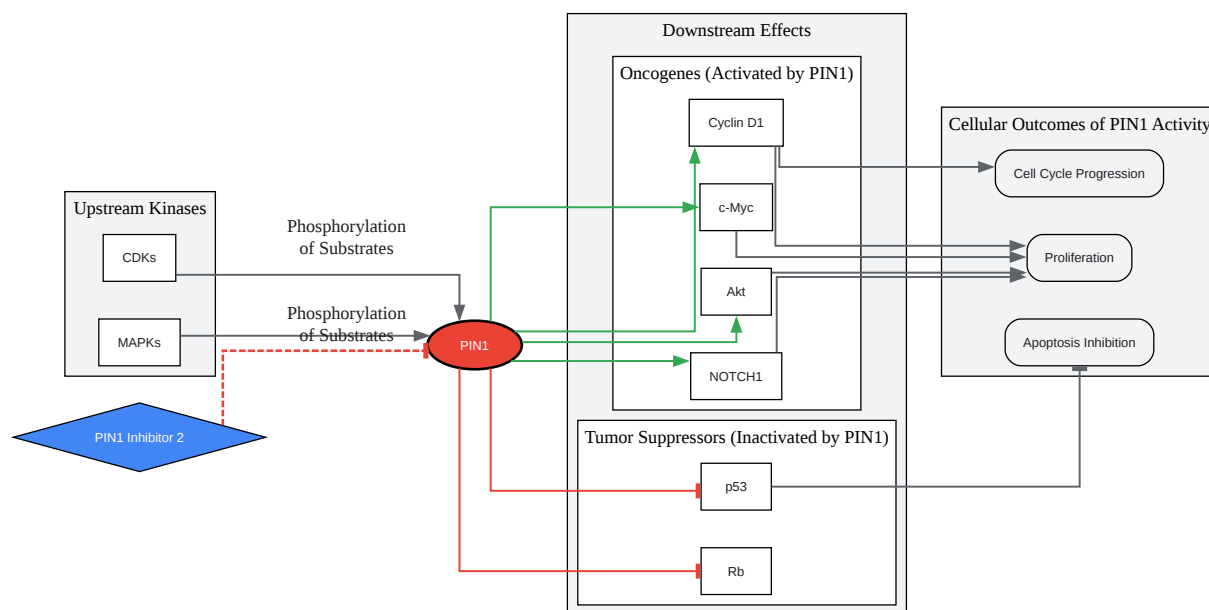 Downstream Effects
Oncogenes (Activated by PIN1)
Cyclin D1
Cellular Outcomes of PIN1 Activity
Cell Cycle Progression
Upstream Kinases
c-Myc
Phosphorylation
of Substrates
CDKs
Proliferation
Akt
Phosphorylation
of Substrates
MAPKs
PIN1
Apoptosis Inhibition
NOTCH1
PIN1 Inhibitor 2
Tumor Suppressors (Inactivated by PIN1)
p53
Rb